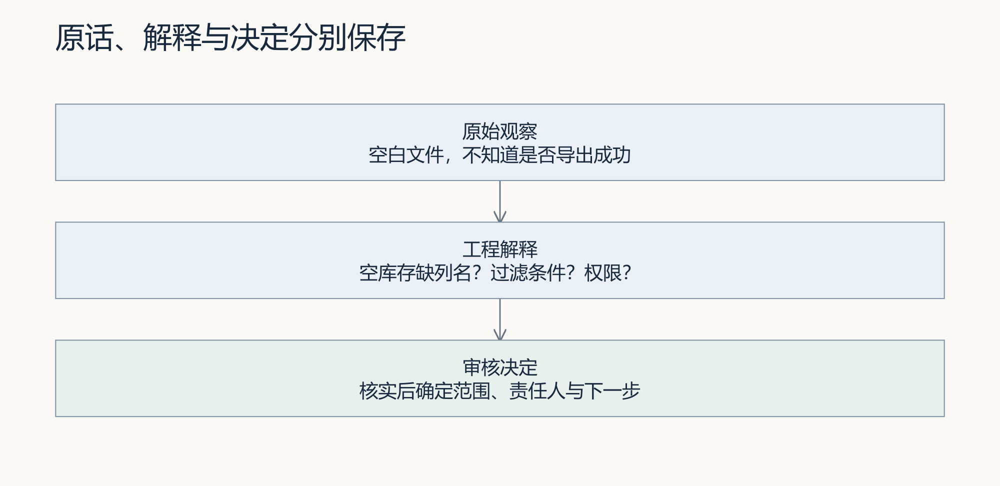 原话、解释与决定分别保存
原始观察
空白文件，不知道是否导出成功
工程解释
空库存缺列名？过滤条件？权限？
审核决定
核实后确定范围、责任人与下一步